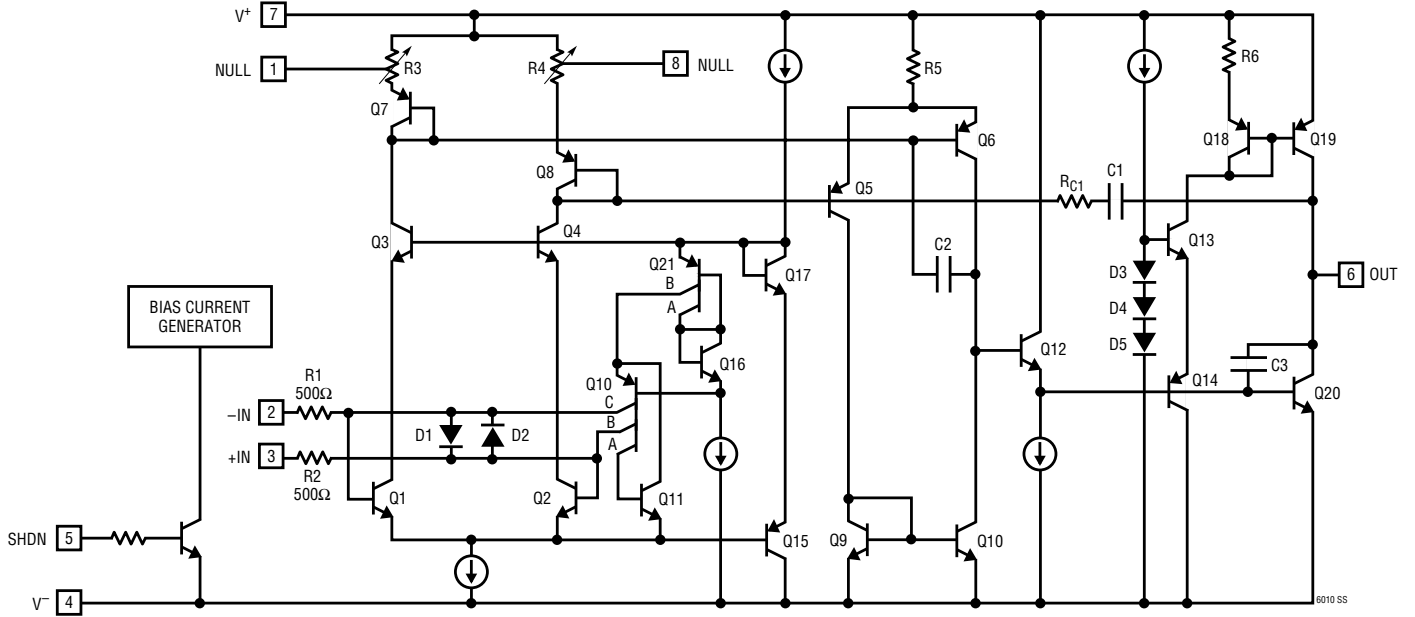 V+ 7
NULL 1
R3
R4
8 NULL
R5
R6
Q7
Q6
Q18
Q19
Q8
Q5
RC1
C1
Q3
Q4
Q21
B
A
Q17
C2
Q13
D3
D4
D5
6 OUT
BIAS CURRENT
GENERATOR
Q16
Q12
Q14
C3
Q20
R1
500Ω
–IN 2
Q10
C
B
A
D1
D2
+IN 3
R2
500Ω
Q1
Q2
Q11
SHDN 5
Q15
Q9
Q10
V– 4
6010 SS